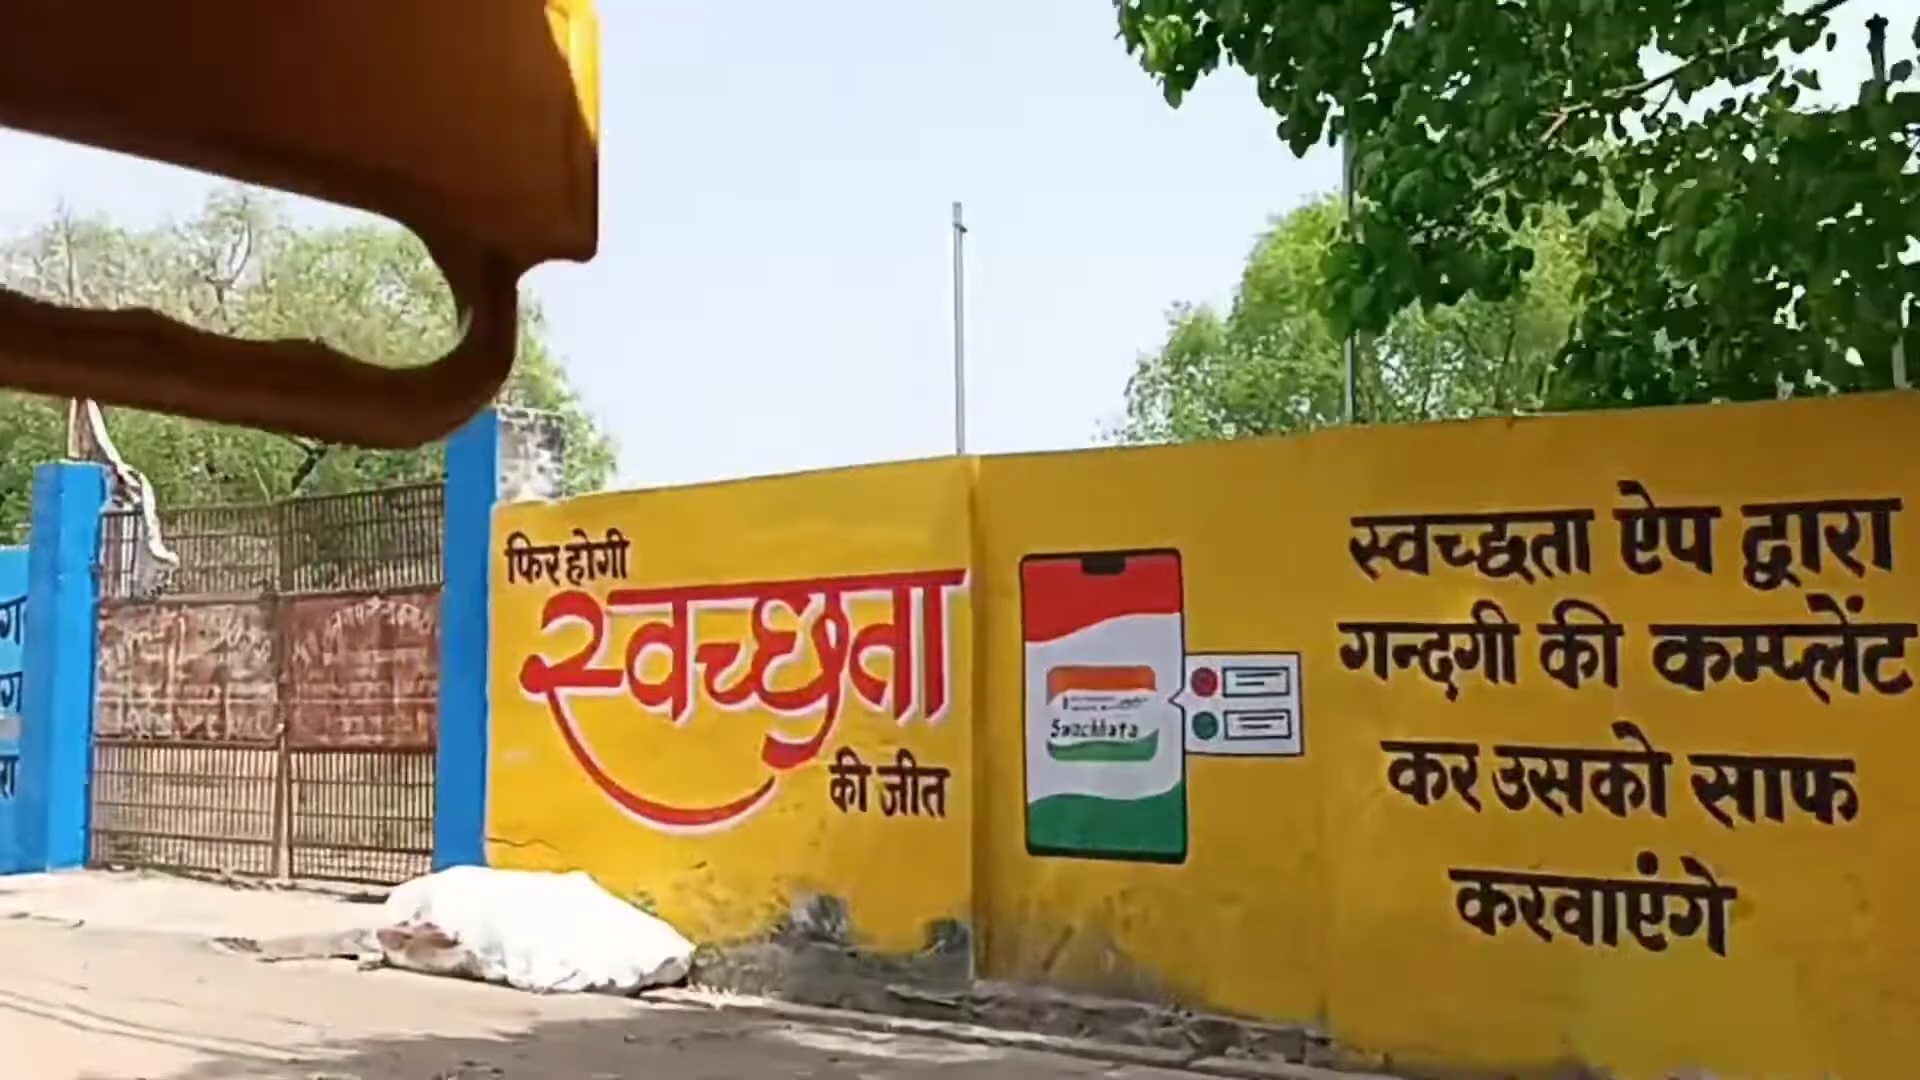 फिर होगी
स्वच्छता
की जीत
Swachhata
स्वच्छता ऐप द्वारा
गन्दगी की कम्प्लेंट
कर उसको साफ
करवाएंगे